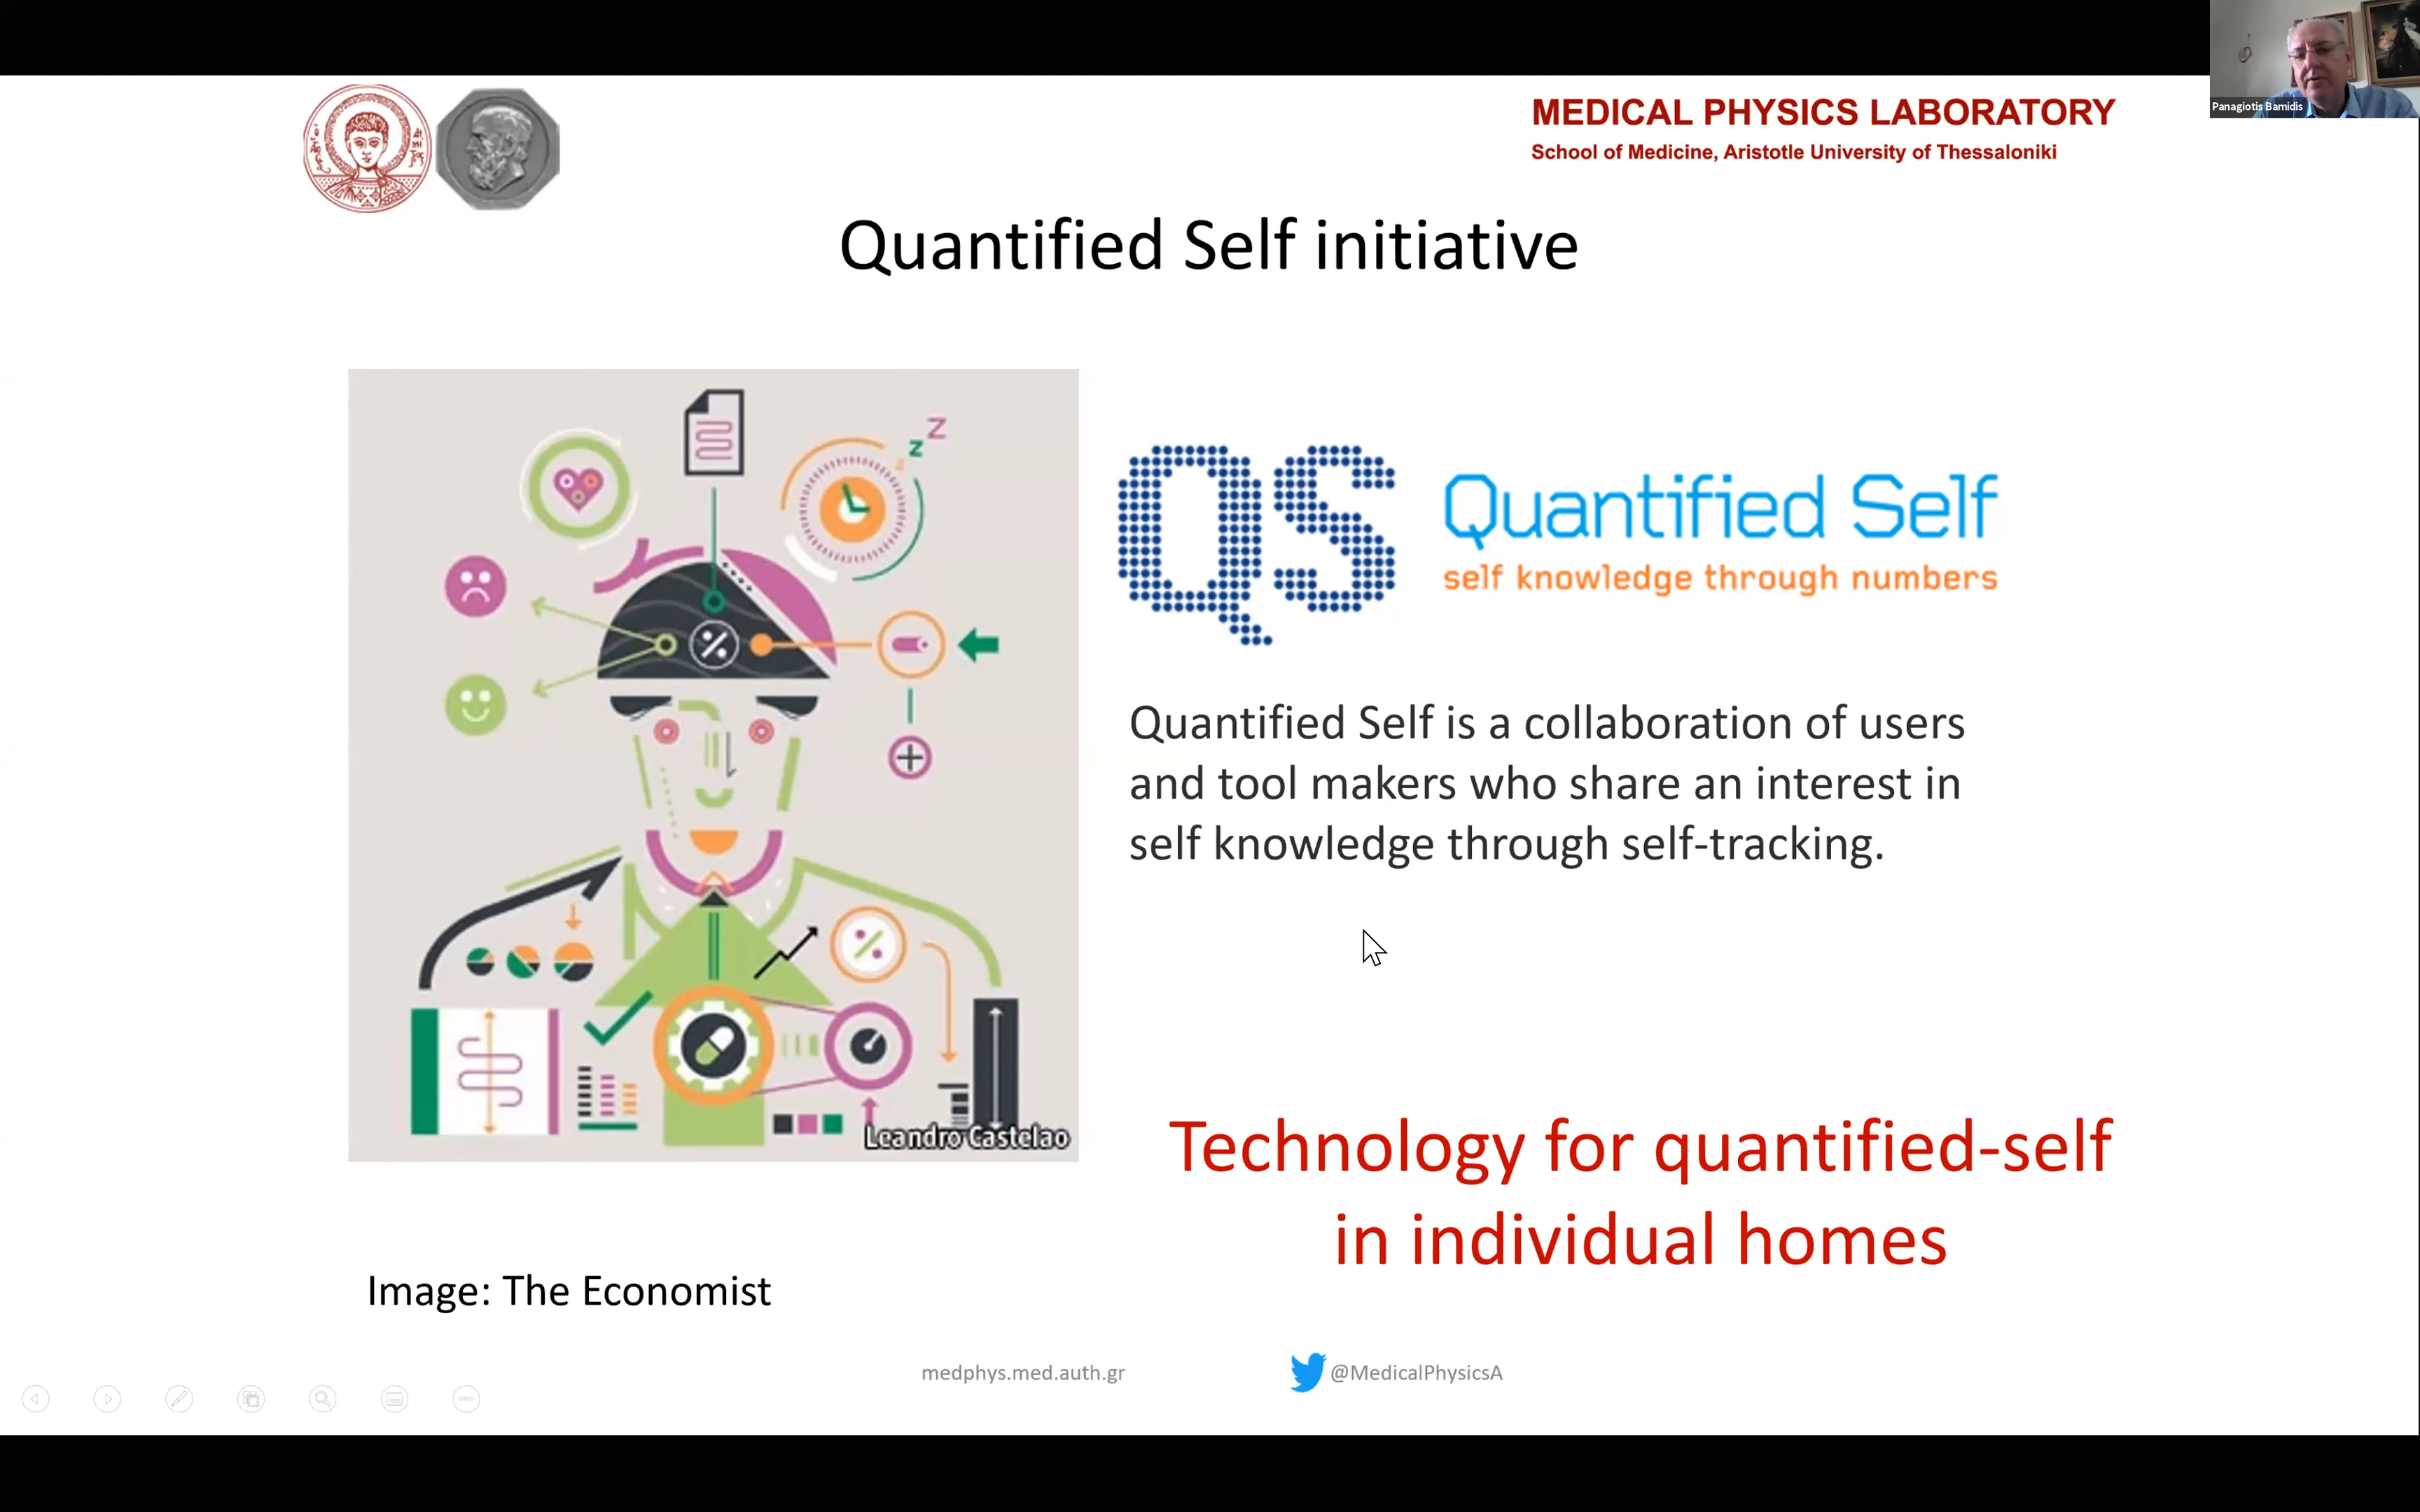 Panagiotis Bamidis
MEDICAL PHYSICS LABORATORY
School of Medicine, Aristotle University of Thessaloniki
Quantified Self initiative
z
z
Z
%
%
Leandro Castelao
QS
Quantified Self
self knowledge through numbers
Quantified Self is a collaboration of users
and tool makers who share an interest in
self knowledge through self-tracking.
Technology for quantified-self
in individual homes
Image: The Economist
medphys.med.auth.gr
@MedicalPhysicsA